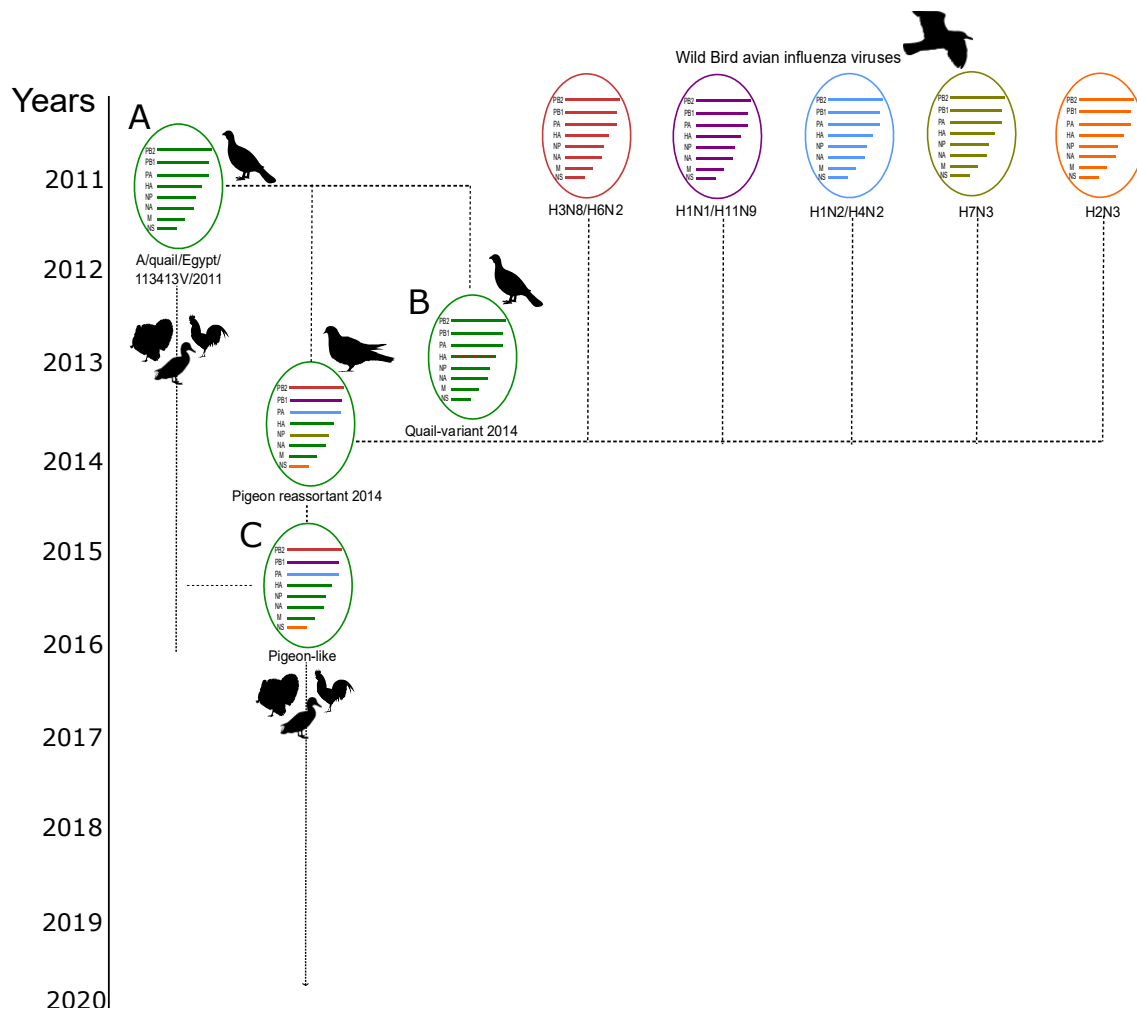 Wild Bird avian influenza viruses
Years
A
PB2
PB1
PA
HA
NP
NA
M
NS
A/quail/Egypt/
113413V/2011
PB2
PB1
PA
HA
NP
NA
M
NS
H3N8/H6N2
PB2
PB1
PA
HA
NP
NA
M
NS
H1N1/H11N9
PB2
PB1
PA
HA
NP
NA
M
NS
H1N2/H4N2
PB2
PB1
PA
HA
NP
NA
M
NS
H7N3
PB2
PB1
PA
HA
NP
NA
M
NS
H2N3
2011
2012
B
PB2
PB1
PA
HA
NP
NA
M
NS
Quail-variant 2014
2013
PB2
PB1
PA
HA
NP
NA
M
NS
Pigeon reassortant 2014
2014
C
PB2
PB1
PA
HA
NP
NA
M
NS
Pigeon-like
2015
2016
2017
2018
2019
2020